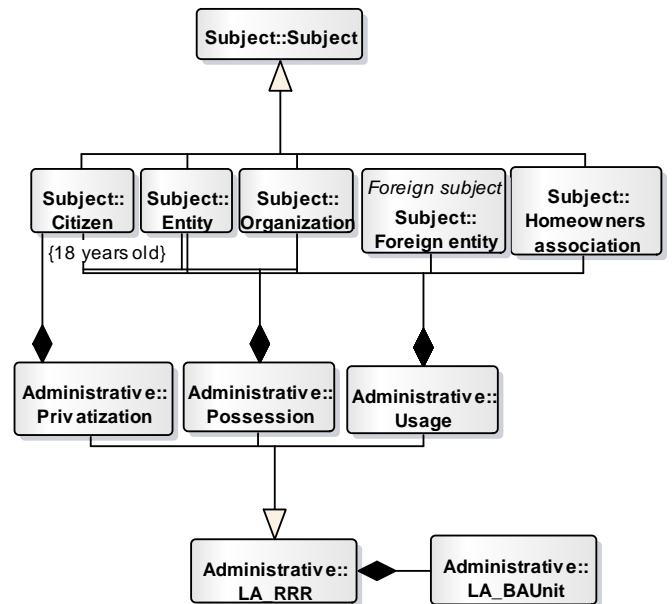 Subject::Subject
Subject::
Citizen
Subject::
Entity
Subject::
Organization
Foreign subject
Subject::
Foreign entity
Subject::
Homeowners
association
{18 years old}
Administrative::
Privatization
Administrative::
Possession
Administrative::
Usage
Administrative::
LA_RRR
Administrative::
LA_BAUnit